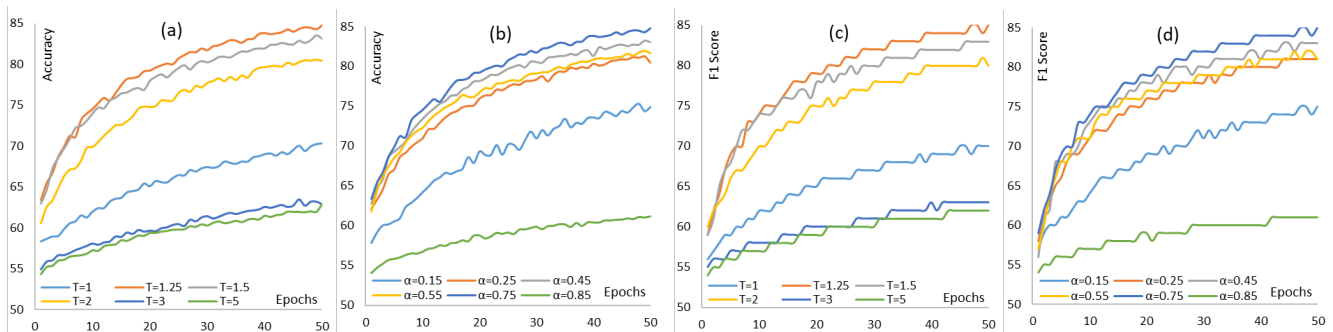 (a)
Accuracy
85
80
75
70
65
60
55
50
0 10 20 30 40 50
T=1 T=1.25 T=1.5
T=2 T=3 T=5
Epochs
(b)
Accuracy
85
80
75
70
65
60
55
50
0 10 20 30 40 50
α=0.15 α=0.25 α=0.45
α=0.55 α=0.75 α=0.85
Epochs
(c)
F1 Score
85
80
75
70
65
60
55
50
0 10 20 30 40 50
T=1 T=1.25 T=1.5
T=2 T=3 T=5
Epochs
(d)
F1 Score
85
80
75
70
65
60
55
50
0 10 20 30 40 50
α=0.15 α=0.25 α=0.45
α=0.55 α=0.75 α=0.85
Epochs